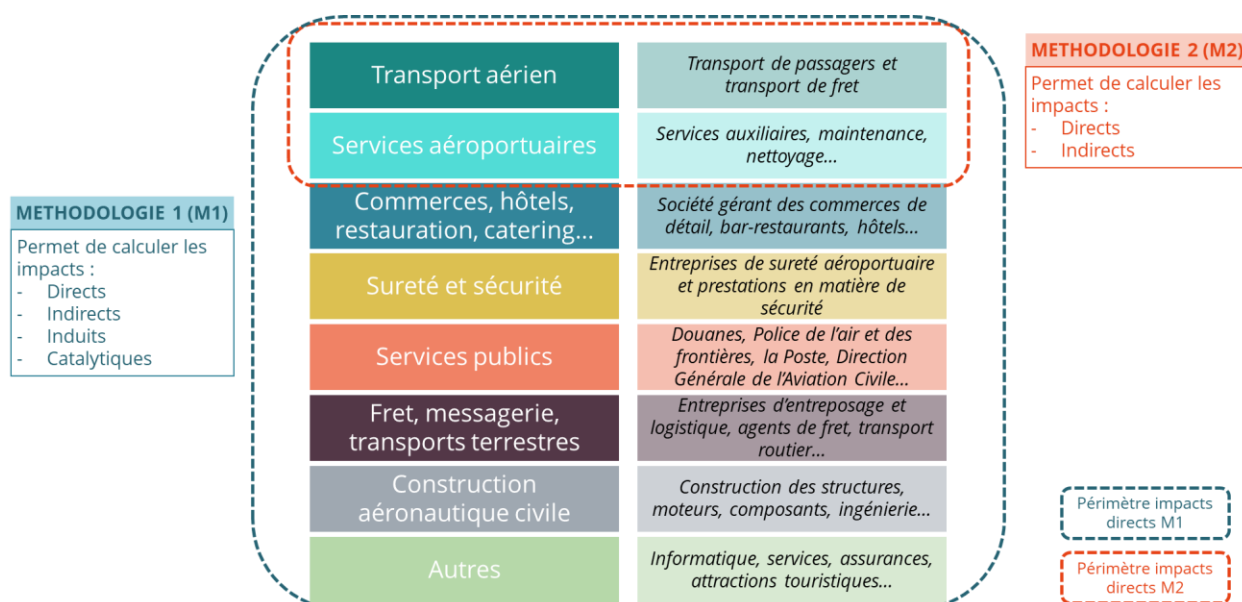 METHODOLOGIE 1 (M1)
Permet de calculer les
impacts :
- Directs
- Indirects
- Induits
- Catalytiques
Transport aérien
Transport de passagers et
transport de fret
Services aéroportuaires
Services auxiliaires, maintenance,
nettoyage...
Commerces, hôtels,
restauration, catering...
Société gérant des commerces de
détail, bar-restaurants, hôtels...
Sureté et sécurité
Entreprises de sureté aéroportuaire
et prestations en matière de
sécurité
Services publics
Douanes, Police de l'air et des
frontières, la Poste, Direction
Générale de l'Aviation Civile...
Fret, messagerie,
transports terrestres
Entreprises d'entreposage et
logistique, agents de fret, transport
routier...
Construction
aéronautique civile
Construction des structures,
moteurs, composants, ingénierie...
Autres
Informatique, services, assurances,
attractions touristiques...
METHODOLOGIE 2 (M2)
Permet de calculer les
impacts :
- Directs
- Indirects
Périmètre impacts
directs M1
Périmètre impacts
directs M2